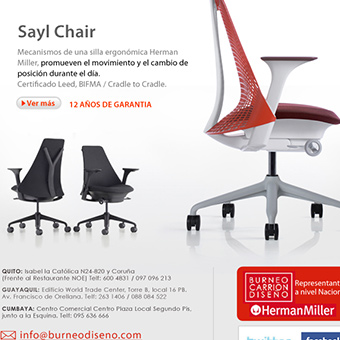 Sayl Chair
Mecanismos de una silla ergonómica Herman
Miller, promueven el movimiento y el cambio de
posición durante el día.
Certificado Leed, BIFMA / Cradle to Cradle.
Ver más
12 AÑOS DE GARANTIA
QUITO: Isabel la Católica N24-820 y Coruña
(Frente al Restaurante NOE) Telf: 600 4831 / 097 096 213
GUAYAQUIL: Edificio World Trade Center, Torre B, local 16 PB.
Av. Francisco de Orellana. Telf: 263 1406 / 088 084 522
CUMBAYA: Centro Comercial Centro Plaza Local Segundo Pis,
junto a la Esquina. Telf: 095 636 666
info@burneodiseno.com
BURNEO
CARRIÓN
DISEÑO
Representant
a nivel Nacion
HermanMiller